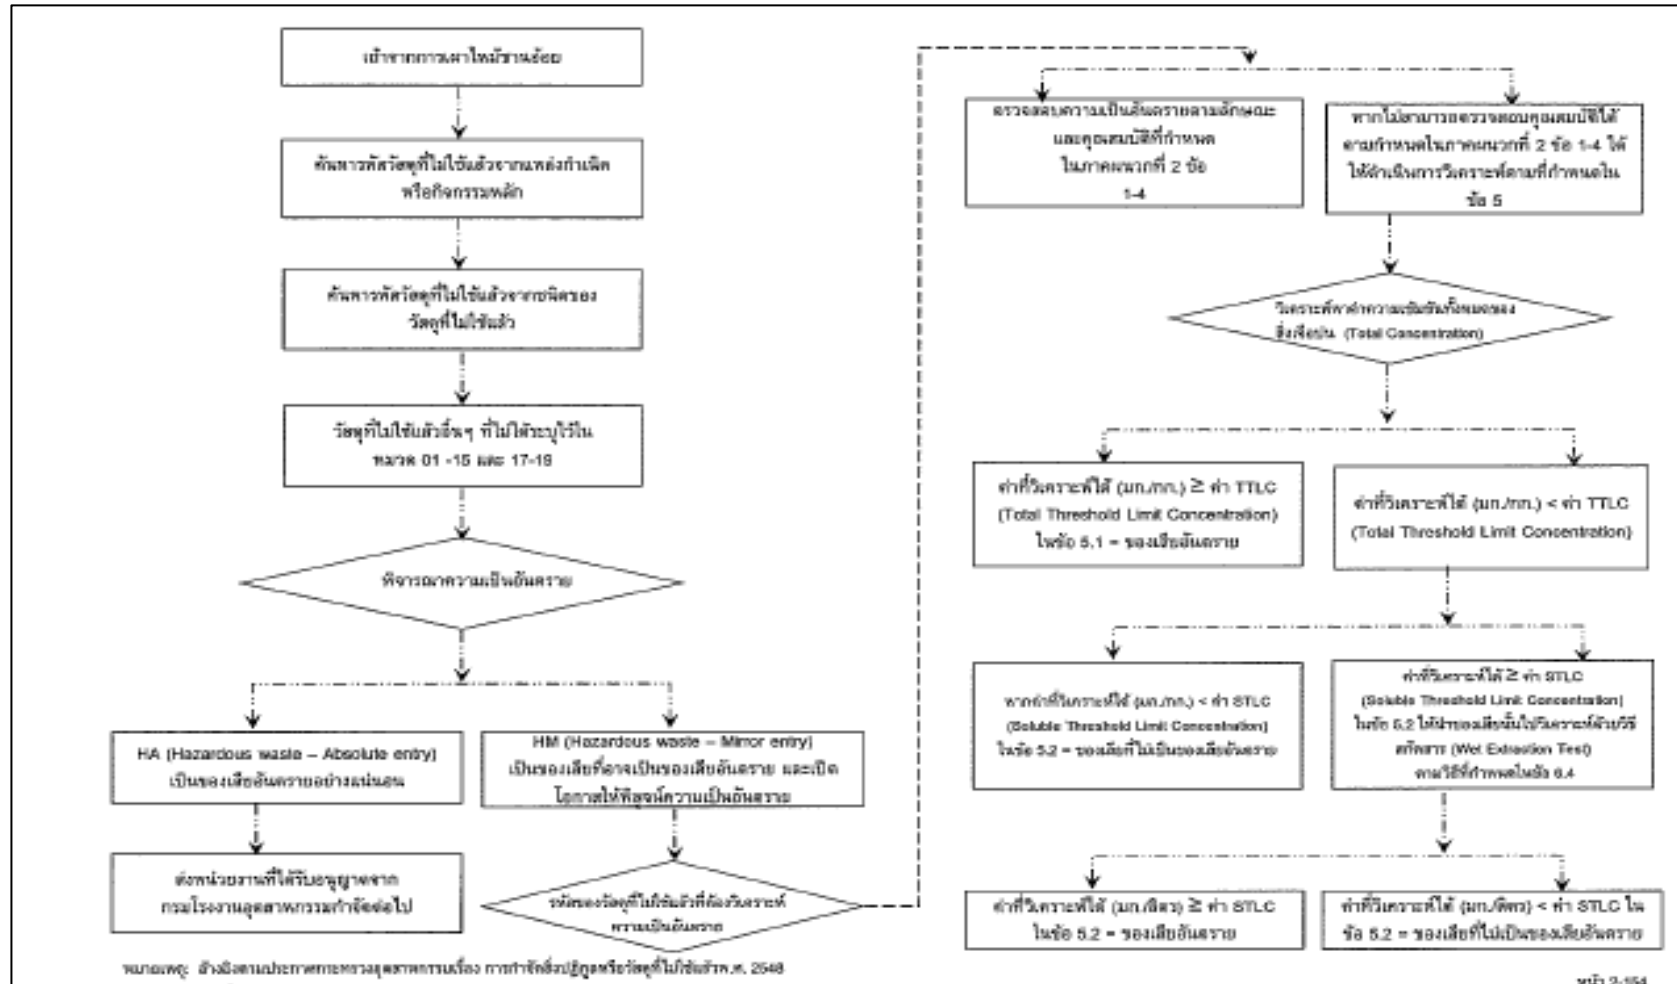 เถ้าจากการเผาไหม้ชานอ้อย
ค้นหารหัสวัสดุที่ไม่ใช้แล้วจากแหล่งกำเนิด
หรือกิจกรรมหลัก
ค้นหารหัสวัสดุที่ไม่ใช้แล้วจากชนิดของ
วัสดุที่ไม่ใช้แล้ว
วัสดุที่ไม่ใช้แล้วอื่นๆ ที่ไม่ได้ระบุไว้ใน
หมวด 01 -15 และ 17-19
พิจารณาความเป็นอันตราย
HA (Hazardous waste – Absolute entry)
เป็นของเสียอันตรายอย่างแน่นอน
HM (Hazardous waste – Mirror entry)
เป็นของเสียที่อาจเป็นของเสียอันตราย และเปิด
โอกาสให้พิสูจน์ความเป็นอันตราย
ส่งหน่วยงานที่ได้รับอนุญาตจาก
กรมโรงงานอุตสาหกรรมกำจัดต่อไป
รหัสของวัสดุที่ไม่ใช้แล้วที่ต้องวิเคราะห์
ความเป็นอันตราย
ตรวจสอบความเป็นอันตรายตามลักษณะ
และคุณสมบัติที่กำหนด
ในภาคผนวกที่ 2 ข้อ
1-4
หากไม่สามารถตรวจสอบคุณสมบัติได้
ตามกำหนดในภาคผนวกที่ 2 ข้อ 1-4 ได้
ให้ดำเนินการวิเคราะห์ตามที่กำหนดใน
ข้อ 5
วิเคราะห์หาค่าความเข้มข้นทั้งหมดของ
สิ่งเจือปน (Total Concentration)
ค่าที่วิเคราะห์ได้ (มก./กก.) ≥ ค่า TTLC
(Total Threshold Limit Concentration)
ในข้อ 5.1 = ของเสียอันตราย
ค่าที่วิเคราะห์ได้ (มก./กก.) < ค่า TTLC
(Total Threshold Limit Concentration)
หากค่าที่วิเคราะห์ได้ (มก./กก.) < ค่า STLC
(Soluble Threshold Limit Concentration)
ในข้อ 5.2 = ของเสียที่ไม่เป็นของเสียอันตราย
ค่าที่วิเคราะห์ได้ ≥ ค่า STLC
(Soluble Threshold Limit Concentration)
ในข้อ 5.2 ให้นำของเสียนั้นไปวิเคราะห์ด้วยวิธี
สกัดสาร (Wet Extraction Test)
ตามวิธีที่กำหนดในข้อ 6.4
ค่าที่วิเคราะห์ได้ (มก./ลิตร) ≥ ค่า STLC
ในข้อ 5.2 = ของเสียอันตราย
ค่าที่วิเคราะห์ได้ (มก./ลิตร) < ค่า STLC ใน
ข้อ 5.2 = ของเสียที่ไม่เป็นของเสียอันตราย
หมายเหตุ: อ้างอิงตามประกาศกระทรวงอุตสาหกรรมเรื่อง การกำจัดสิ่งปฏิกูลหรือวัสดุที่ไม่ใช้แล้วพ.ศ. 2548
หน้า 2-154